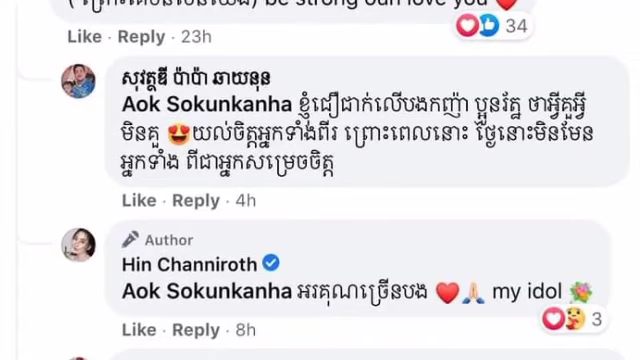 be strong oun love you ❤️
34
Like · Reply · 23h
សុវត្ថឌី ប៉ាប៉ា ឆាយនុន
Aok Sokunkanha ខ្ញុំជឿជាក់លើបងកញ៉ា ប្អូនវ័ត្ឋ ថាអ្វីគួអ្វី
មិនគួ 😍យល់ចិត្តអ្នកទាំងពីរ ព្រោះពេលនោះ ថ្ងៃនោះមិនមែន
អ្នកទាំង ពីជាអ្នកសម្រេចចិត្ត
Like · Reply · 4h
Author
Hin Channiroth
Aok Sokunkanha អរគុណច្រើនបង ❤️🙏🏻 my idol 💐
3
Like · Reply · 8h